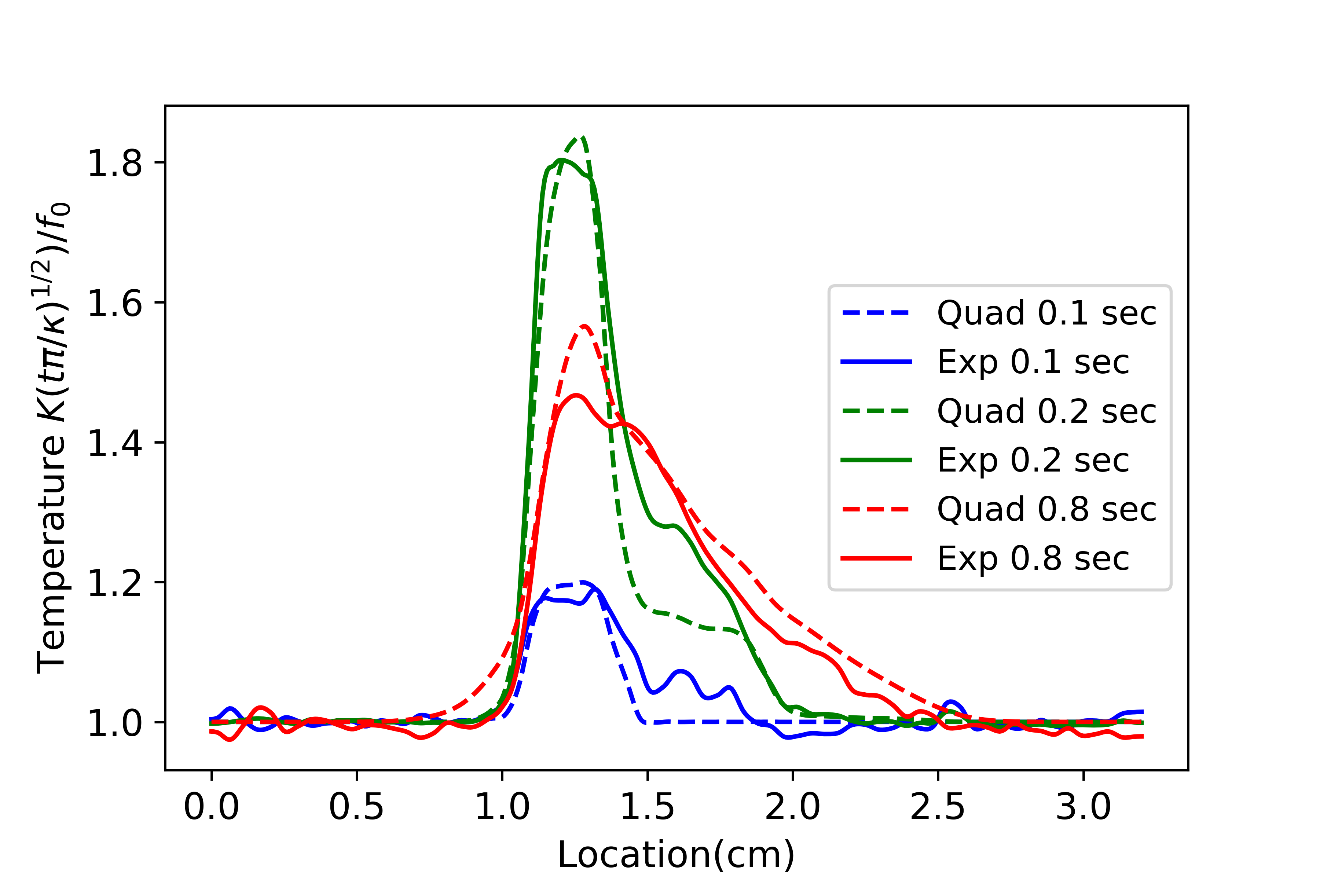 Temperature K(tπ/κ)^{1/2})/f_0
1.8
1.6
1.4
1.2
1.0
Quad 0.1 sec
Exp 0.1 sec
Quad 0.2 sec
Exp 0.2 sec
Quad 0.8 sec
Exp 0.8 sec
0.0 0.5 1.0 1.5 2.0 2.5 3.0
Location(cm)